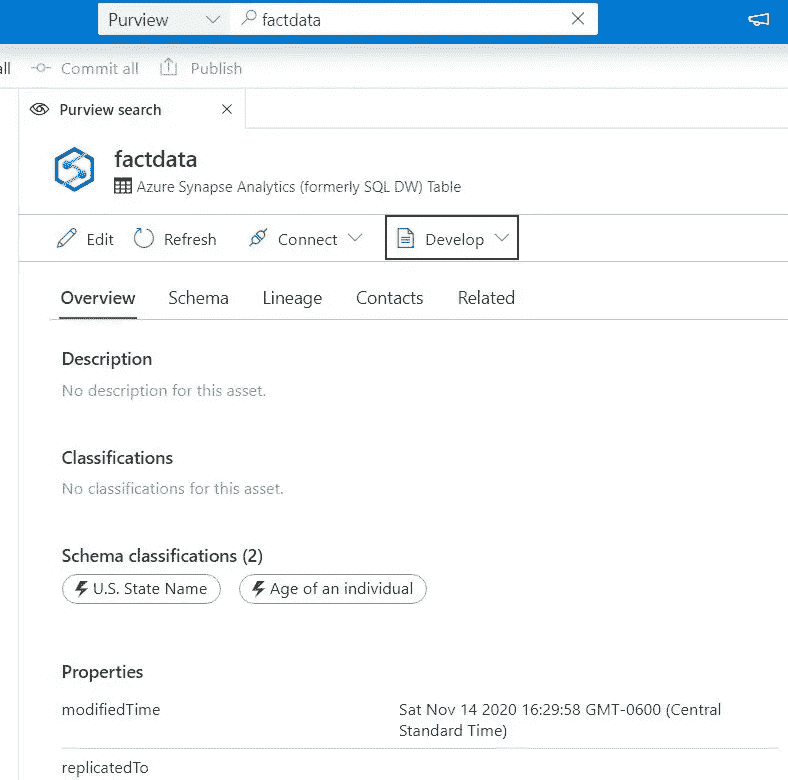 Purview factdata
all Commit all Publish
Purview search
factdata
Azure Synapse Analytics (formerly SQL DW) Table
Edit Refresh Connect Develop
Overview Schema Lineage Contacts Related
Description
No description for this asset.
Classifications
No classifications for this asset.
Schema classifications (2)
U.S. State Name Age of an individual
Properties
modifiedTime Sat Nov 14 2020 16:29:58 GMT-0600 (Central
Standard Time)
replicatedTo